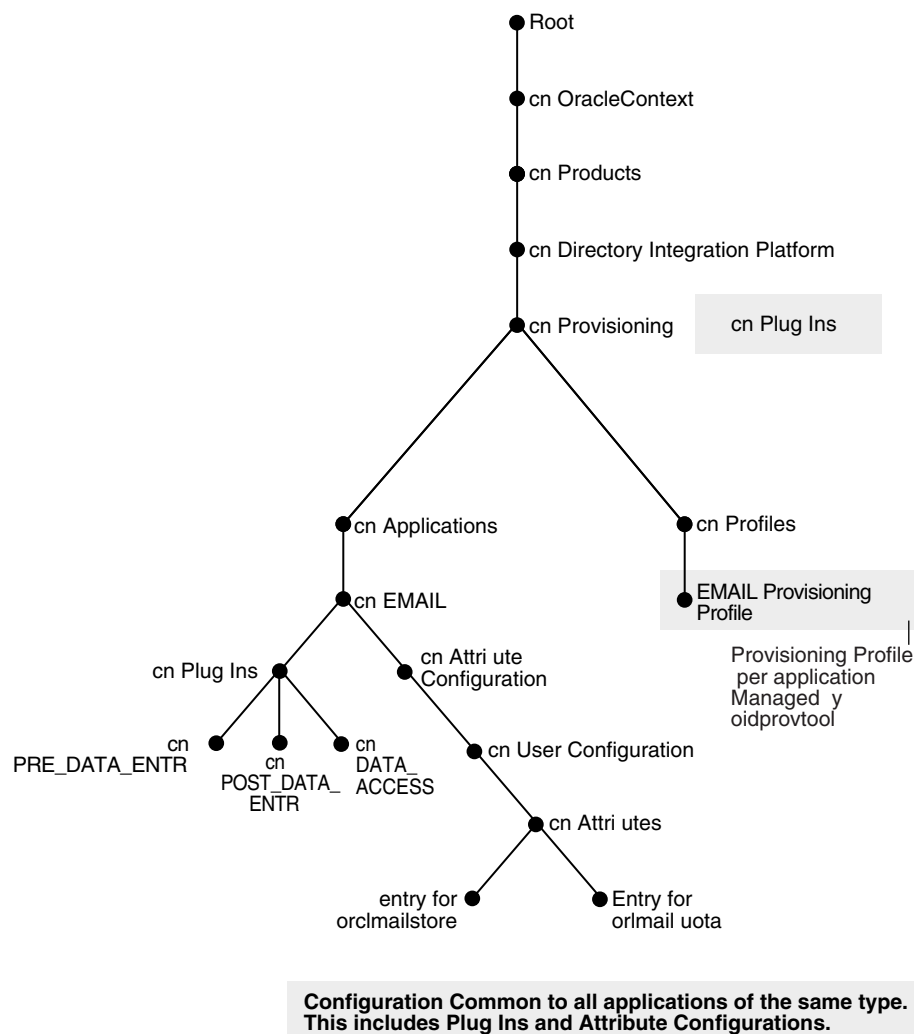 Root
cn OracleContext
cn Products
cn Directory Integration Platform
cn Provisioning
cn Plug Ins
cn Applications
cn Profiles
cn EMAIL
EMAIL Provisioning
Profile
Provisioning Profile
per application
Managed y
oidprovtool
cn Plug Ins
cn Attri ute
Configuration
cn
PRE_DATA_ENTR
cn
POST_DATA_
ENTR
cn
DATA_
ACCESS
cn User Configuration
cn Attri utes
entry for
orclmailstore
Entry for
orlmail uota
Configuration Common to all applications of the same type.
This includes Plug Ins and Attribute Configurations.